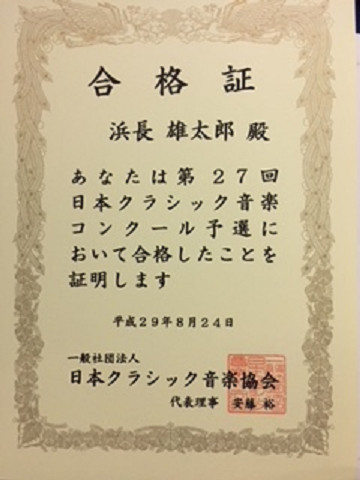 合格証
浜長 雄太郎 殿
あなたは第27回
日本クラシック音楽
コンクール予選に
おいて合格したことを
証明します
平成29年8月24日
一般社団法人
日本クラシック音楽協会
代表理事 安藤 裕